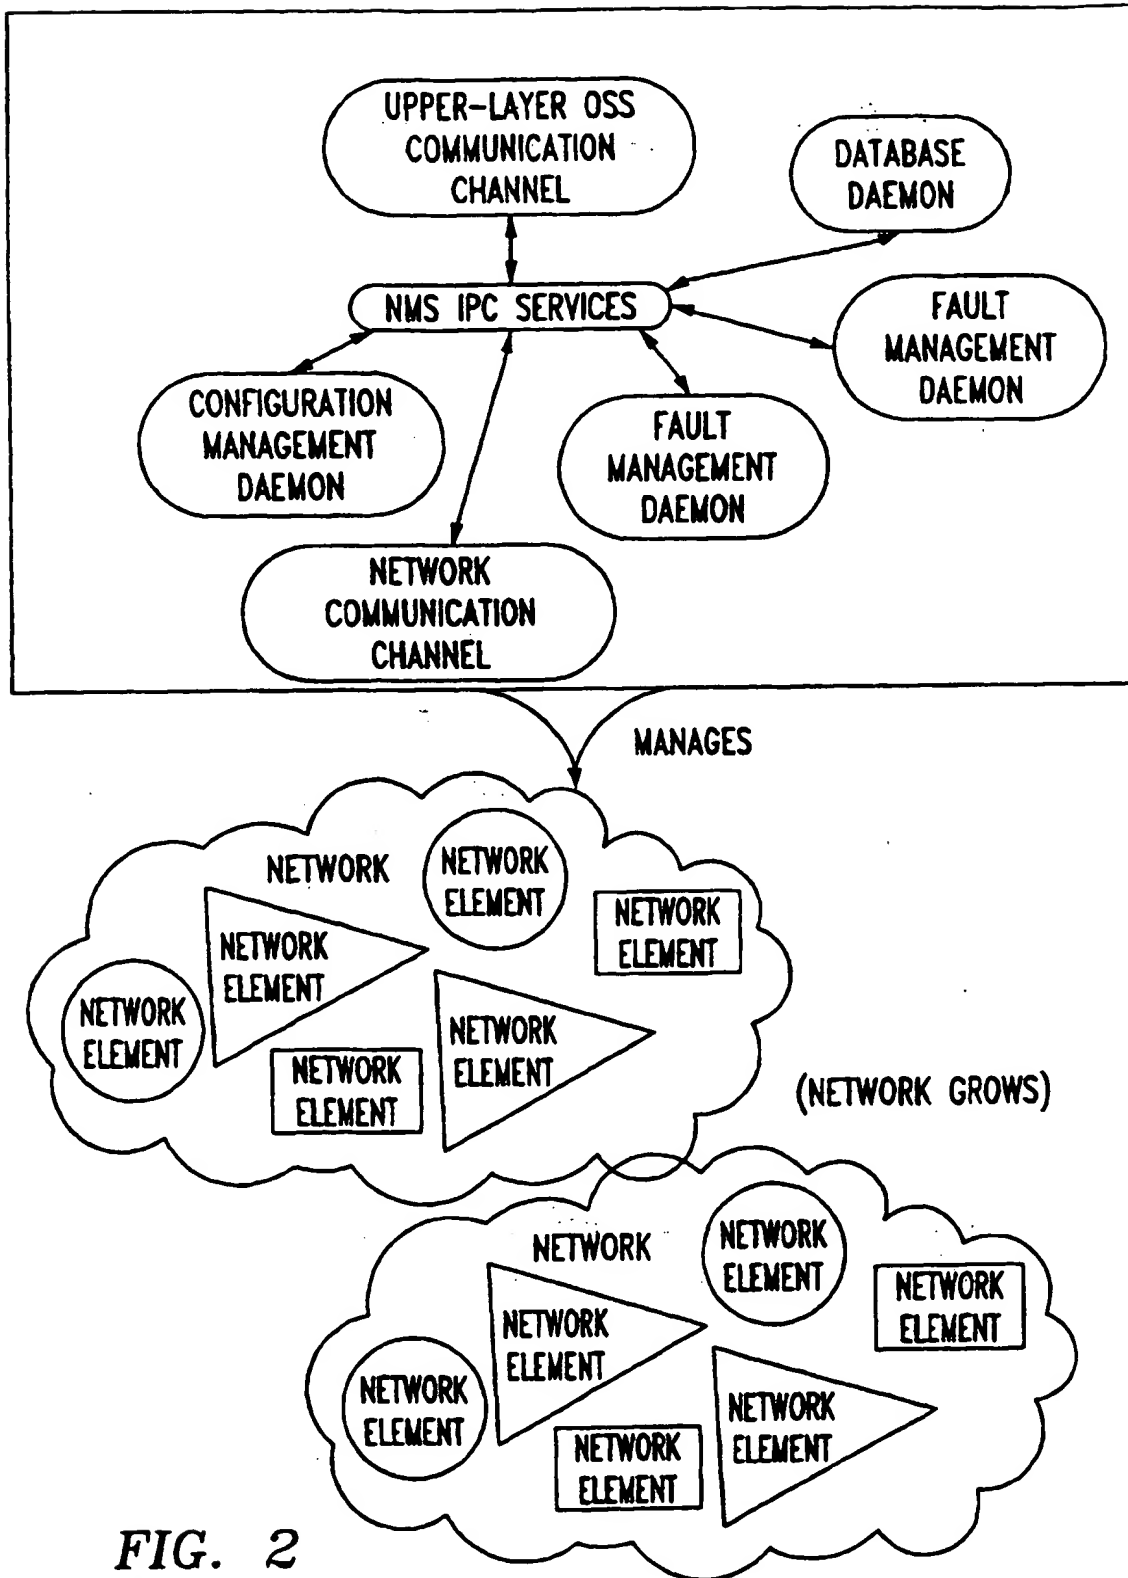 UPPER-LAYER OSS
COMMUNICATION
CHANNEL
DATABASE
DAEMON
NMS IPC SERVICES
FAULT
MANAGEMENT
DAEMON
CONFIGURATION
MANAGEMENT
DAEMON
FAULT
MANAGEMENT
DAEMON
NETWORK
COMMUNICATION
CHANNEL
MANAGES
NETWORK
NETWORK
ELEMENT
NETWORK
ELEMENT
NETWORK
ELEMENT
NETWORK
ELEMENT
NETWORK
ELEMENT
NETWORK
ELEMENT
(NETWORK GROWS)
NETWORK
NETWORK
ELEMENT
NETWORK
ELEMENT
NETWORK
ELEMENT
NETWORK
ELEMENT
NETWORK
ELEMENT
NETWORK
ELEMENT
FIG. 2